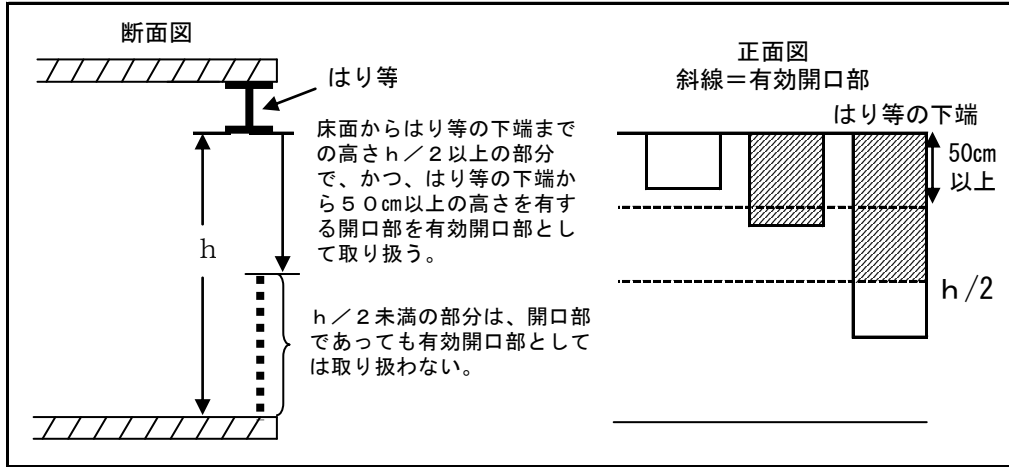 断面図
はり等
床面からはり等の下端まで
の高さｈ／２以上の部分
で、かつ、はり等の下端か
ら５０㎝以上の高さを有す
る開口部を有効開口部とし
て取り扱う。
h
ｈ／２未満の部分は、開口部
であっても有効開口部として
は取り扱わない。
正面図
斜線＝有効開口部
はり等の下端
50㎝
以上
ｈ/2